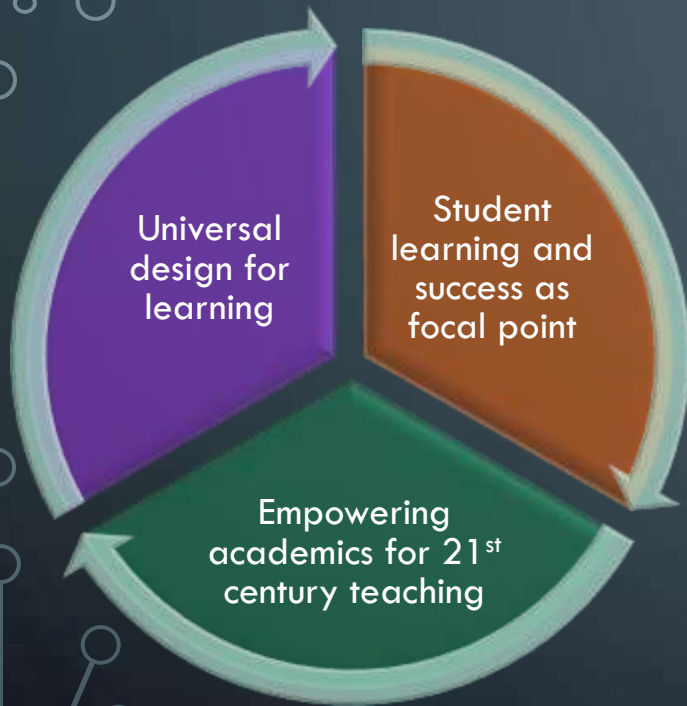 Universal
design for
learning
Student
learning and
success as
focal point
Empowering
academics for 21st
century teaching